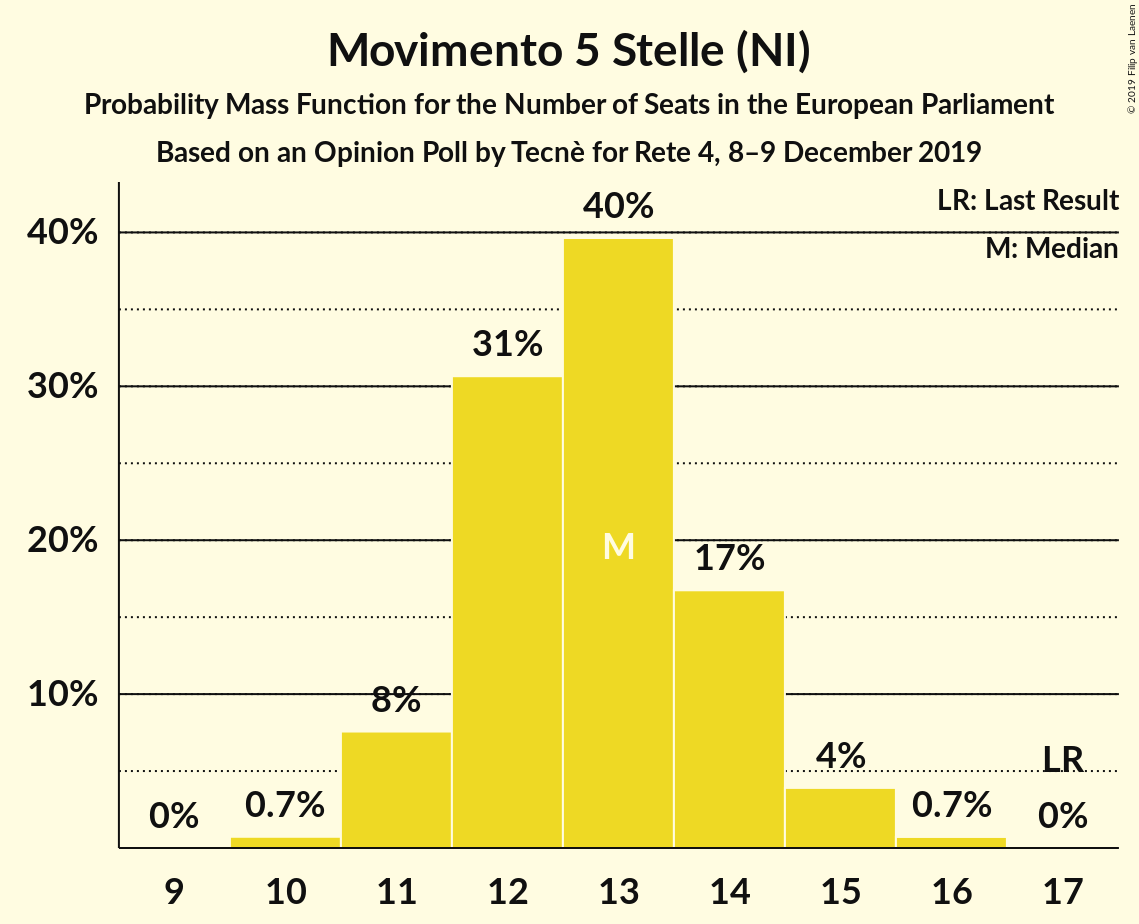 Movimento 5 Stelle (NI)
Probability Mass Function for the Number of Seats in the European Parliament
Based on an Opinion Poll by Tecnè for Rete 4, 8–9 December 2019
© 2019 Filip van Laenen
LR: Last Result
M: Median
40%
30%
20%
10%
0%
0.7%
8%
31%
40%
M
17%
4%
0.7%
LR
0%
9 10 11 12 13 14 15 16 17